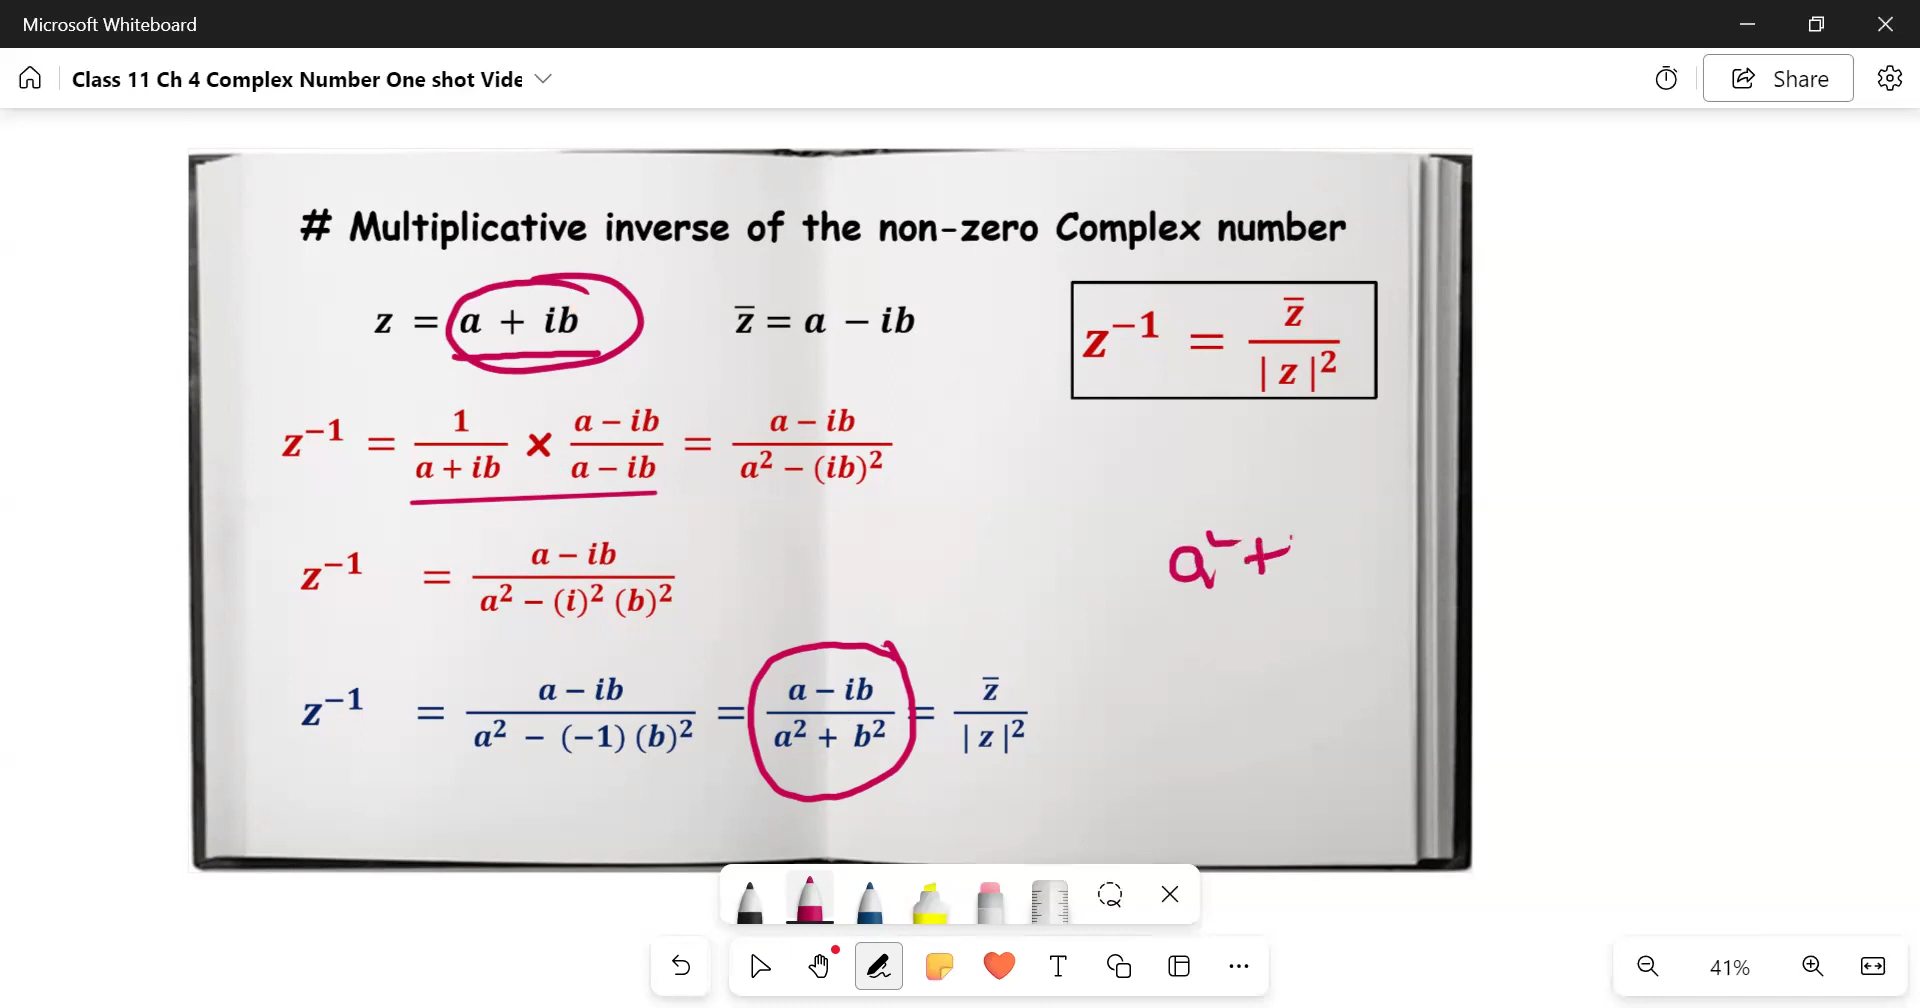 Microsoft Whiteboard
Class 11 Ch 4 Complex Number One shot Vide
Share
# Multiplicative inverse of the non-zero Complex number
z = a + ib    z̅ = a − ib    z⁻¹ = z̅ / | z |²
z⁻¹ = 1 / (a + ib) × (a − ib) / (a − ib) = (a − ib) / (a² − (ib)²)
z⁻¹ = (a − ib) / (a² − (i)² (b)²)
a² +
z⁻¹ = (a − ib) / (a² − (−1) (b)²) = (a − ib) / (a² + b²) = z̅ / | z |²
41%